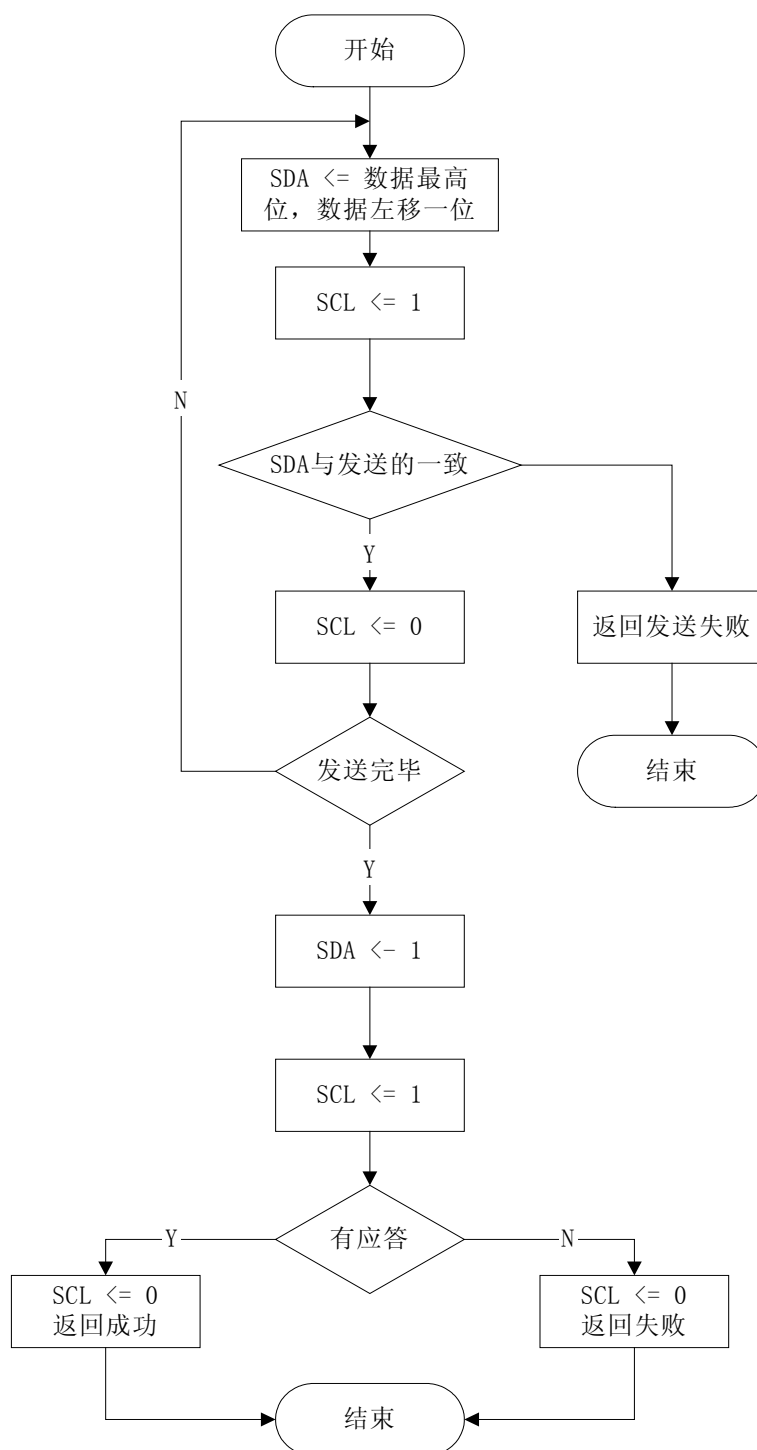 开始
SDA <= 数据最高
位，数据左移一位
SCL <= 1
N
SDA与发送的一致
Y
SCL <= 0
返回发送失败
发送完毕
结束
Y
SDA <- 1
SCL <= 1
有应答
Y
N
SCL <= 0
返回成功
SCL <= 0
返回失败
结束